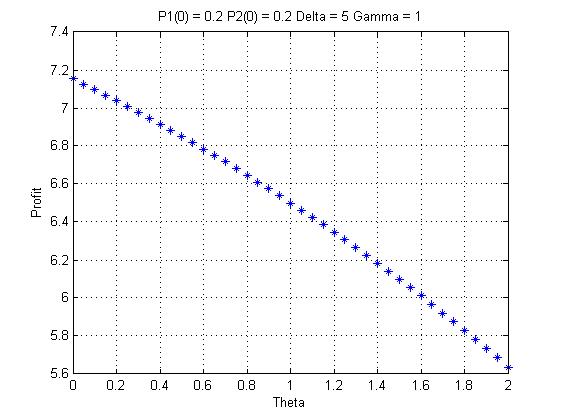 P1(0) = 0.2 P2(0) = 0.2 Delta = 5 Gamma = 1
7.4
7.2
7
6.8
6.6
6.4
6.2
6
5.8
5.6
Profit
0 0.2 0.4 0.6 0.8 1 1.2 1.4 1.6 1.8 2
Theta